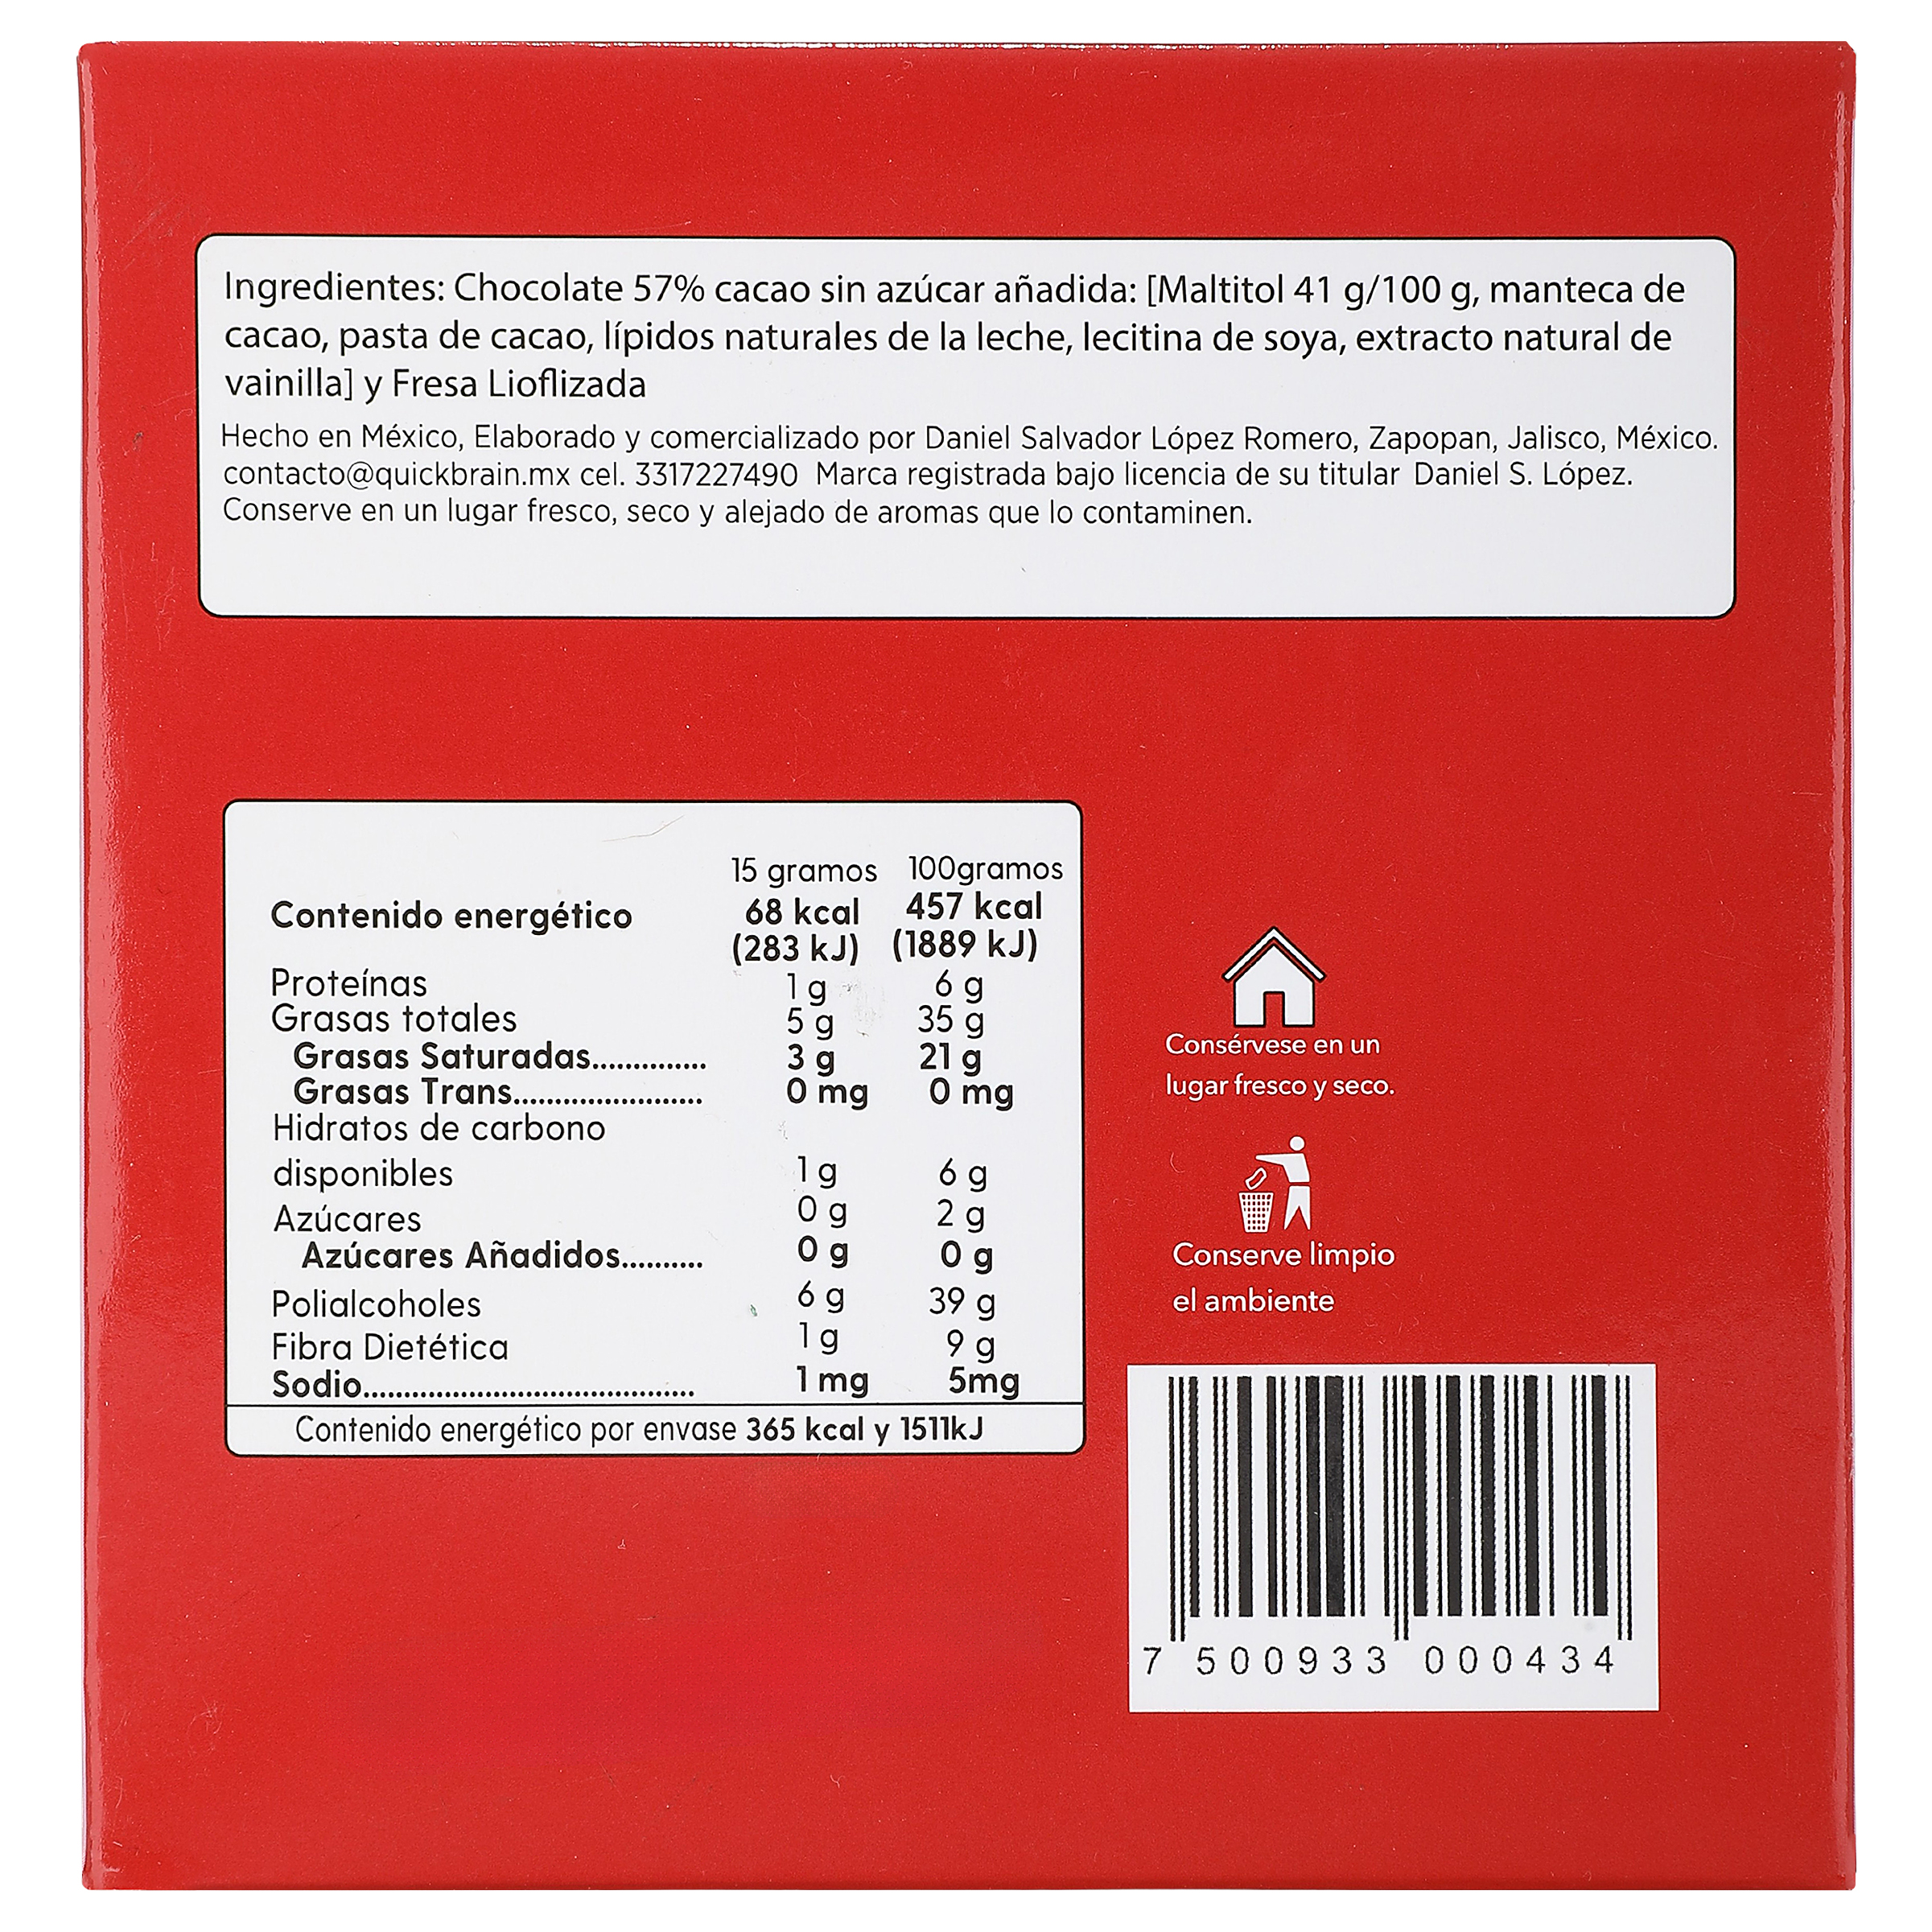 Ingredientes: Chocolate 57% cacao sin azúcar añadida: [Maltitol 41 g/100 g, manteca de
cacao, pasta de cacao, lípidos naturales de la leche, lecitina de soya, extracto natural de
vainilla] y Fresa Lioflizada
Hecho en México, Elaborado y comercializado por Daniel Salvador López Romero, Zapopan, Jalisco, México.
contacto@quickbrain.mx cel. 3317227490 Marca registrada bajo licencia de su titular Daniel S. López.
Conserve en un lugar fresco, seco y alejado de aromas que lo contaminen.
15 gramos 100gramos
Contenido energético 68 kcal 457 kcal
(283 kJ) (1889 kJ)
Proteínas 1 g 6 g
Grasas totales 5 g 35 g
Grasas Saturadas............... 3 g 21 g
Grasas Trans......................... 0 mg 0 mg
Hidratos de carbono
disponibles 1 g 6 g
Azúcares 0 g 2 g
Azúcares Añadidos........... 0 g 0 g
Polialcoholes 6 g 39 g
Fibra Dietética 1 g 9 g
Sodio............................................ 1 mg 5mg
Contenido energético por envase 365 kcal y 1511kJ
Consérvese en un
lugar fresco y seco.
Conserve limpio
el ambiente
7 500933 000434